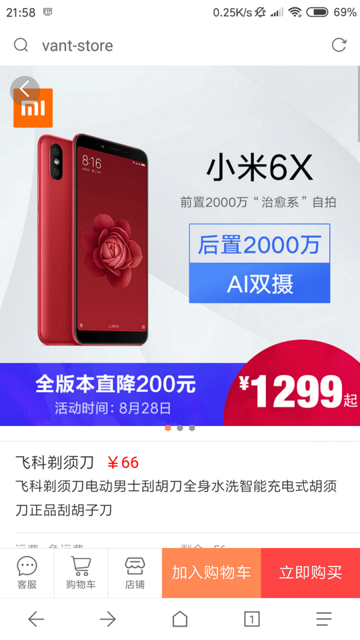 21:58
0.25K/s
69%
vant-store
mi
8:16
小米6X
前置2000万“治愈系”自拍
后置2000万
AI双摄
全版本直降200元
活动时间：8月28日
¥1299起
飞科剃须刀 ￥66
飞科剃须刀电动男士刮胡刀全身水洗智能充电式胡须
刀正品刮胡子刀
客服
购物车
店铺
加入购物车
立即购买
1